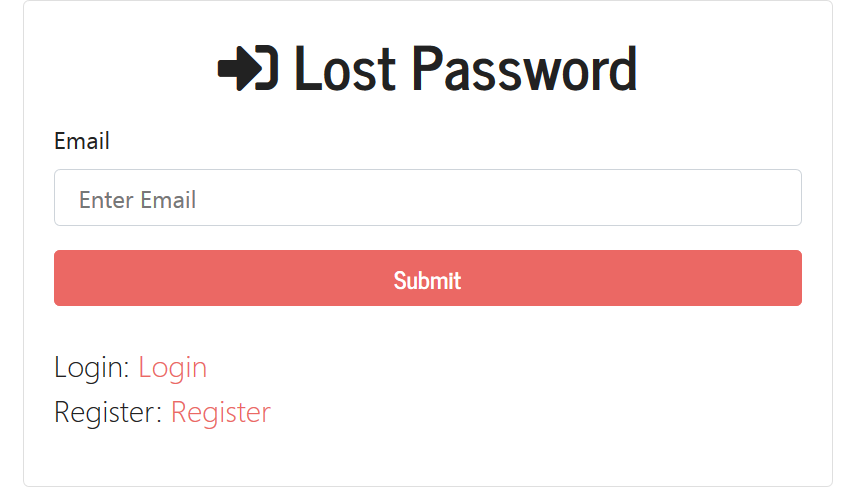 Lost Password
Email
Enter Email
Submit
Login: Login
Register: Register